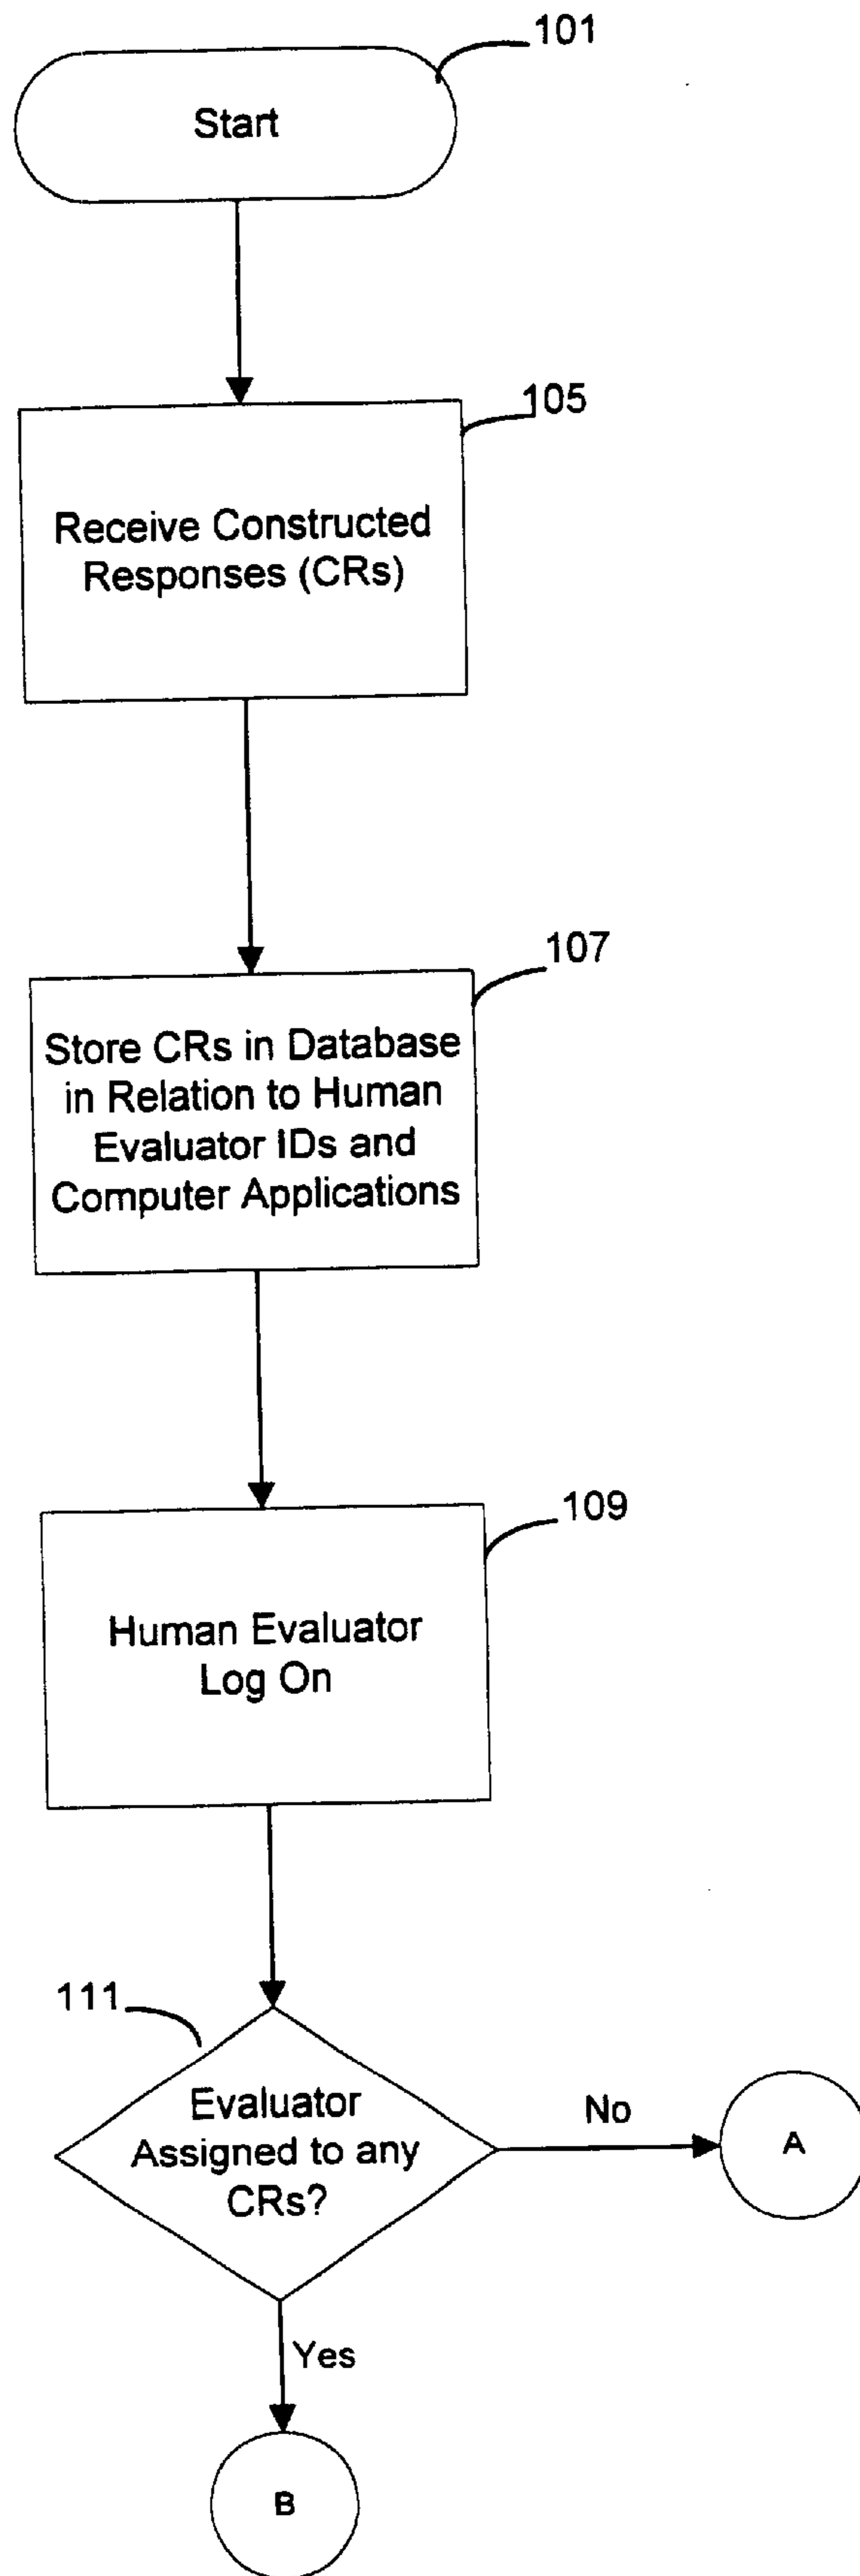 101
Start
105
Receive Constructed
Responses (CRs)
107
Store CRs in Database
in Relation to Human
Evaluator IDs and
Computer Applications
109
Human Evaluator
Log On
111
Evaluator
Assigned to any
CRs?
No
A
Yes
B